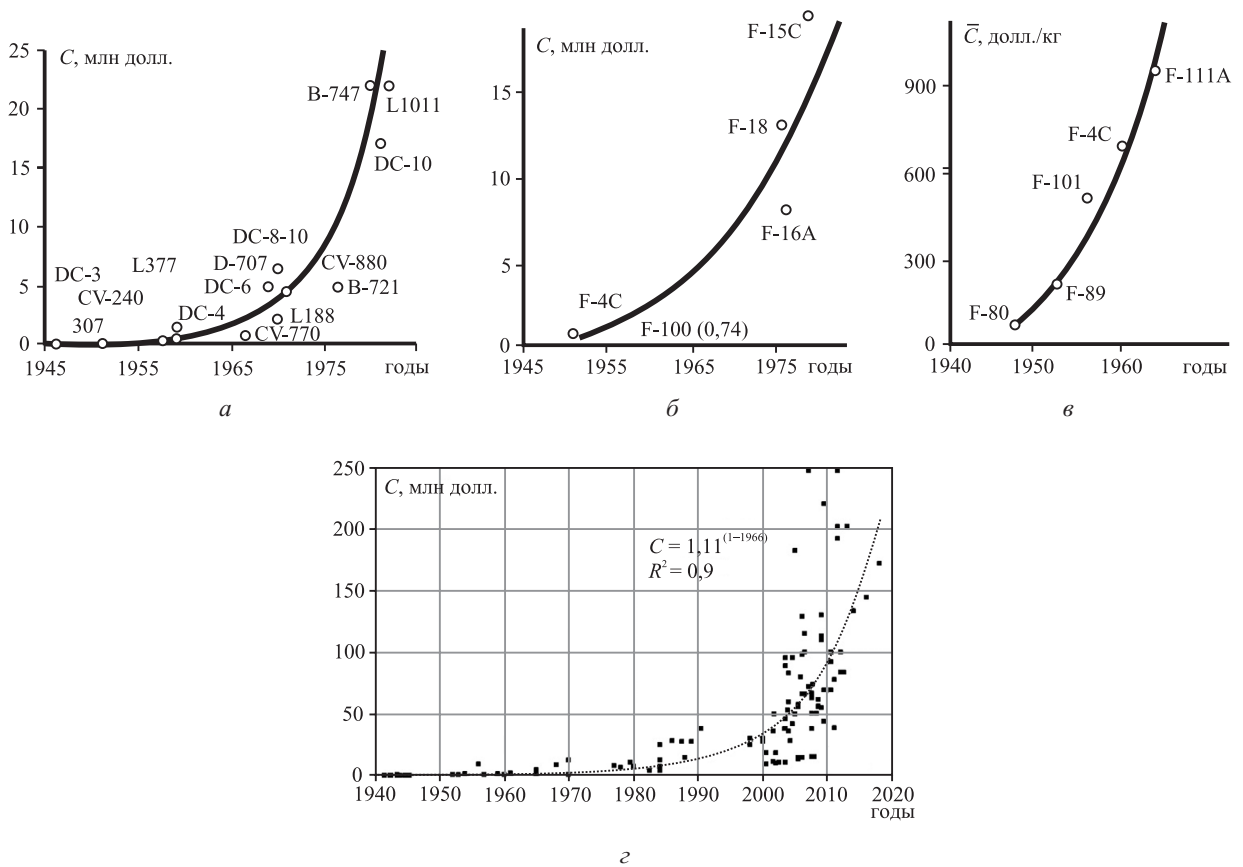 C, млн долл.
25
20
15
10
5
0
B-747
L1011
DC-10
DC-8-10
D-707
CV-880
DC-6
B-721
L377
DC-3
CV-240
DC-4
L188
307
CV-770
1945
1955
1965
1975
годы
а
C, млн долл.
15
10
15
5
0
F-15C
F-18
F-16A
F-4C
F-100 (0,74)
1945
1955
1965
1975
годы
б
C̅, долл./кг
900
600
300
0
F-111A
F-4C
F-101
F-89
F-80
1940
1950
1960
годы
в
250
200
150
100
50
0
C, млн долл.
C = 1,11^(1–1966)
R² = 0,9
1940
1950
1960
1970
1980
1990
2000
2010
2020
годы
г